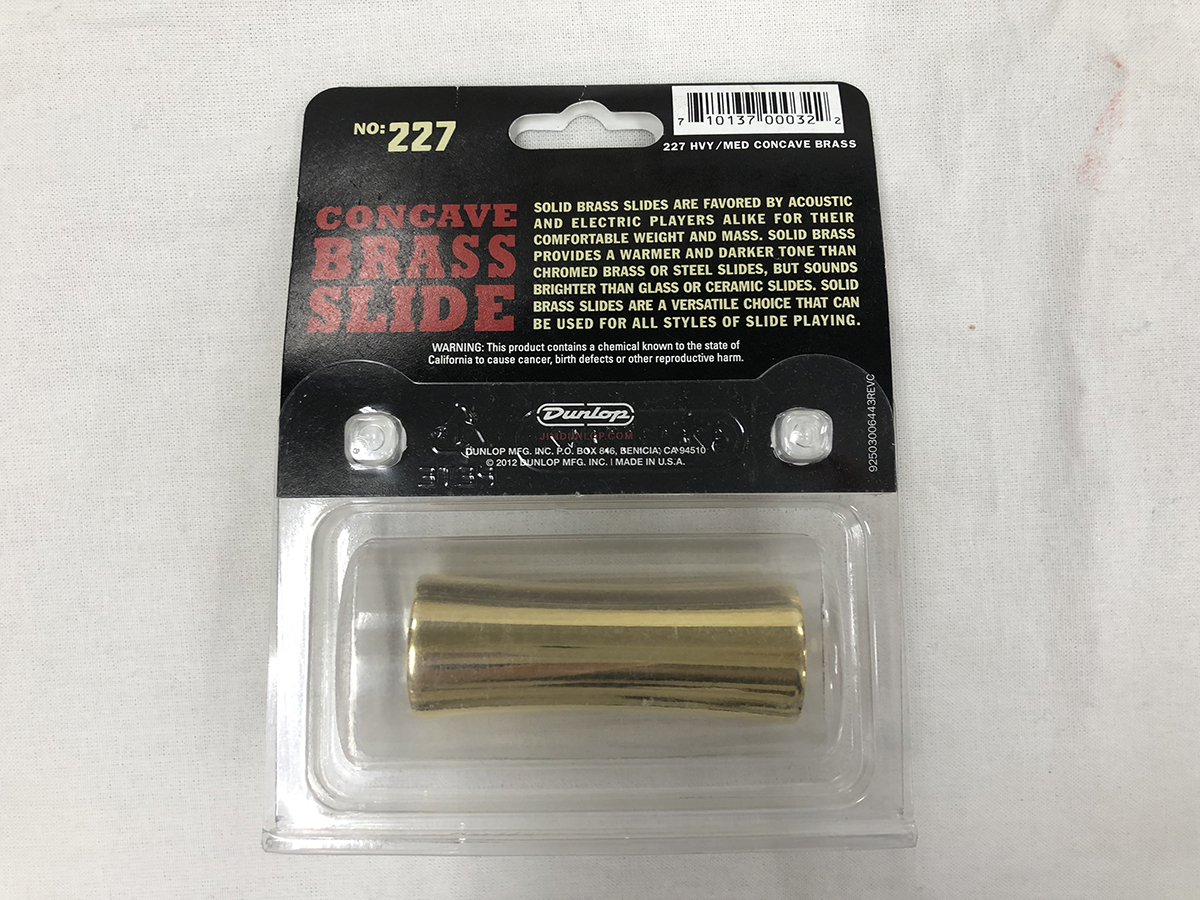 NO: 227
7 10137 00032 2
227 HVY/MED CONCAVE BRASS
CONCAVE
BRASS
SLIDE
SOLID BRASS SLIDES ARE FAVORED BY ACOUSTIC
AND ELECTRIC PLAYERS ALIKE FOR THEIR
COMFORTABLE WEIGHT AND MASS. SOLID BRASS
PROVIDES A WARMER AND DARKER TONE THAN
CHROMED BRASS OR STEEL SLIDES, BUT SOUNDS
BRIGHTER THAN GLASS OR CERAMIC SLIDES. SOLID
BRASS SLIDES ARE A VERSATILE CHOICE THAT CAN
BE USED FOR ALL STYLES OF SLIDE PLAYING.
WARNING: This product contains a chemical known to the state of
California to cause cancer, birth defects or other reproductive harm.
Dunlop
JIMDUNLOP.COM
DUNLOP MFG. INC. P.O. BOX 846, BENICIA, CA 94510
© 2012 DUNLOP MFG. INC. | MADE IN U.S.A.
92503006443REVC